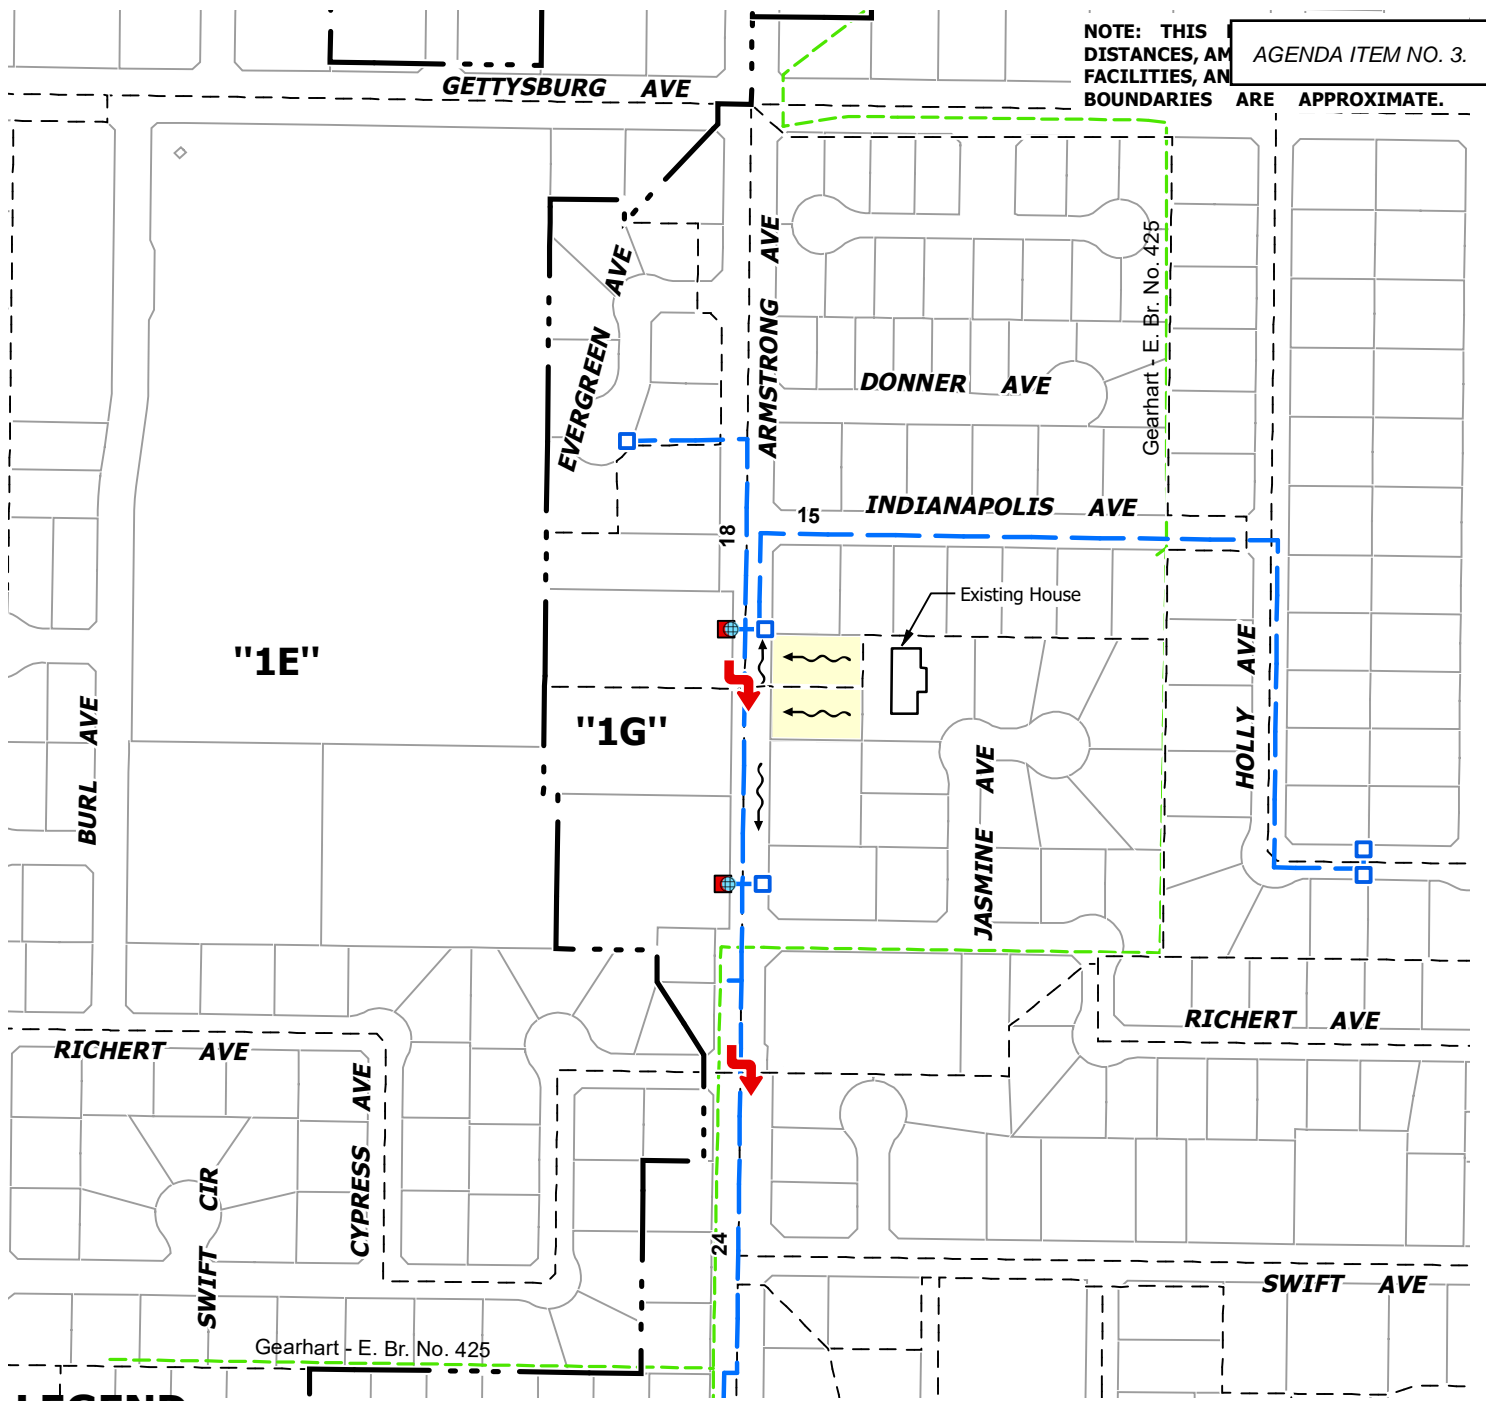 NOTE: THIS
DISTANCES, AM
FACILITIES, AN
BOUNDARIES ARE APPROXIMATE.
AGENDA ITEM NO. 3.
GETTYSBURG AVE
ARMSTRONG AVE
EVERGREEN AVE
Gearhart - E. Br. No. 425
DONNER AVE
INDIANAPOLIS AVE
15
18
Existing House
"1E"
"1G"
BURL AVE
HOLLY AVE
JASMINE AVE
RICHERT AVE
RICHERT AVE
CYPRESS AVE
SWIFT CIR
24
SWIFT AVE
Gearhart - E. Br. No. 425
LEGEND